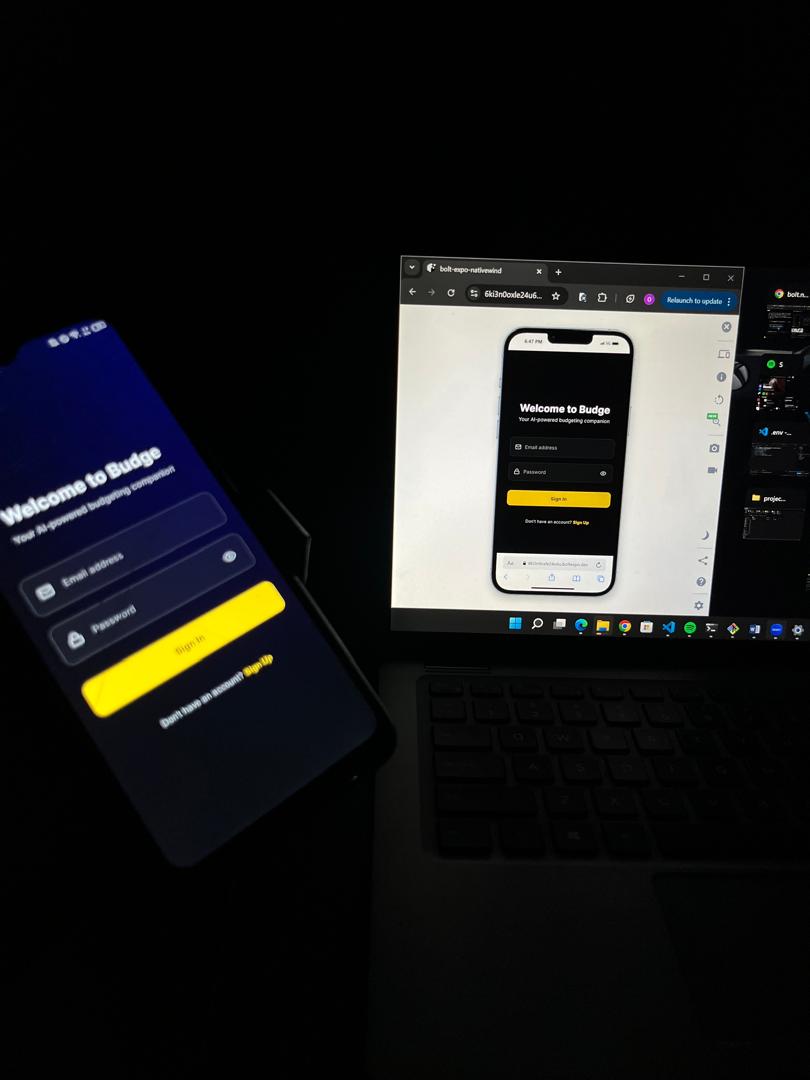 Welcome to Budge
Your AI-powered budgeting companion
Email address
Password
Sign In
Don't have an account? Sign Up
bolt-expo-nativewind
6ki3n0oxle24u6...
Relaunch to update
6:47 PM
Welcome to Budge
Your AI-powered budgeting companion
Email address
Password
Sign In
Don't have an account? Sign Up
AA
NEW
bolt.n...
S
.env -...
projec...
Q W
A S D F
Z X C V